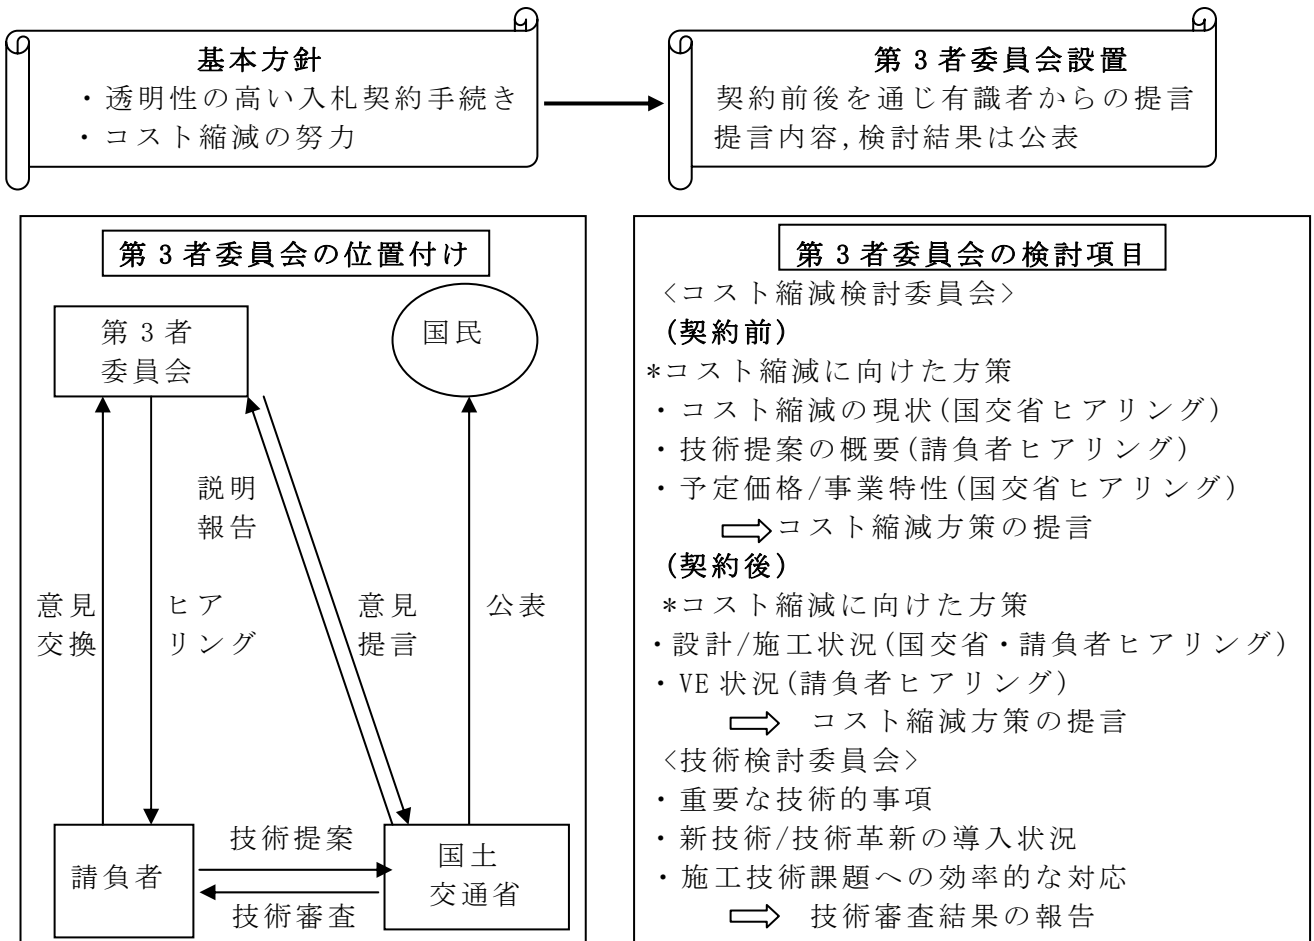 基本方針
・透明性の高い入札契約手続き
・コスト縮減の努力
第3者委員会設置
契約前後を通じ有識者からの提言
提言内容,検討結果は公表
第3者委員会の位置付け
第3者
委員会
国民
説明
報告
意見
交換
ヒア
リング
意見
提言
公表
請負者
技術提案
技術審査
国土
交通省
第3者委員会の検討項目
<コスト縮減検討委員会>
(契約前)
*コスト縮減に向けた方策
・コスト縮減の現状(国交省ヒアリング)
・技術提案の概要(請負者ヒアリング)
・予定価格/事業特性(国交省ヒアリング)
⇨コスト縮減方策の提言
(契約後)
*コスト縮減に向けた方策
・設計/施工状況(国交省・請負者ヒアリング)
・VE状況(請負者ヒアリング)
⇨ コスト縮減方策の提言
<技術検討委員会>
・重要な技術的事項
・新技術/技術革新の導入状況
・施工技術課題への効率的な対応
⇨ 技術審査結果の報告